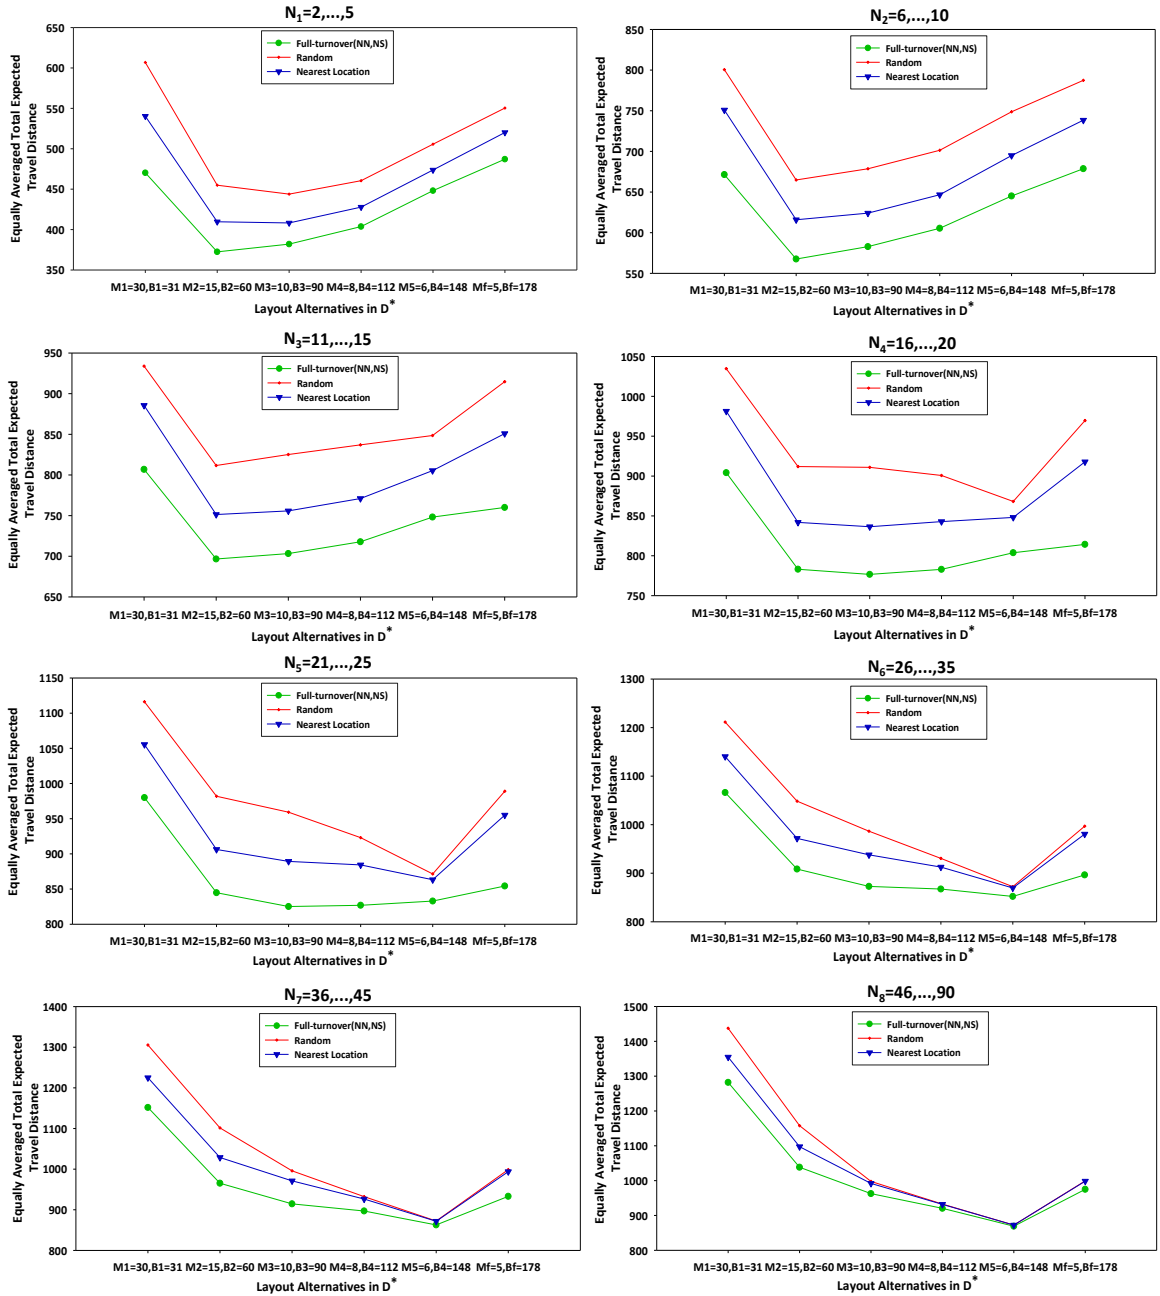 N1=2,...,5
Equally Averaged Total Expected
Travel Distance
650
600
550
500
450
400
350
Full-turnover(NN,NS)
Random
Nearest Location
M1=30,B1=31 M2=15,B2=60 M3=10,B3=90 M4=8,B4=112 M5=6,B4=148 Mf=5,Bf=178
Layout Alternatives in D*
N2=6,...,10
Equally Averaged Total Expected
Travel Distance
850
800
750
700
650
600
550
Full-turnover(NN,NS)
Random
Nearest Location
M1=30,B1=31 M2=15,B2=60 M3=10,B3=90 M4=8,B4=112 M5=6,B4=148 Mf=5,Bf=178
Layout Alternatives in D*
N3=11,...,15
Equally Averaged Total Expected
Travel Distance
950
900
850
800
750
700
650
Full-turnover(NN,NS)
Random
Nearest Location
M1=30,B1=31 M2=15,B2=60 M3=10,B3=90 M4=8,B4=112 M5=6,B4=148 Mf=5,Bf=178
Layout Alternatives in D*
N4=16,...,20
Equally Averaged Total Expected
Travel Distance
1050
1000
950
900
850
800
750
Full-turnover(NN,NS)
Random
Nearest Location
M1=30,B1=31 M2=15,B2=60 M3=10,B3=90 M4=8,B4=112 M5=6,B4=148 Mf=5,Bf=178
Layout Alternatives in D*
N5=21,...,25
Equally Averaged Total Expected
Travel Distance
1150
1100
1050
1000
950
900
850
800
Full-turnover(NN,NS)
Random
Nearest Location
M1=30,B1=31 M2=15,B2=60 M3=10,B3=90 M4=8,B4=112 M5=6,B4=148 Mf=5,Bf=178
Layout Alternatives in D*
N6=26,...,35
Equally Averaged Total Expected
Travel Distance
1300
1200
1100
1000
900
800
Full-turnover(NN,NS)
Random
Nearest Location
M1=30,B1=31 M2=15,B2=60 M3=10,B3=90 M4=8,B4=112 M5=6,B4=148 Mf=5,Bf=178
Layout Alternatives in D*
N7=36,...,45
Equally Averaged Total Expected
Travel Distance
1400
1300
1200
1100
1000
900
800
Full-turnover(NN,NS)
Random
Nearest Location
M1=30,B1=31 M2=15,B2=60 M3=10,B3=90 M4=8,B4=112 M5=6,B4=148 Mf=5,Bf=178
Layout Alternatives in D*
N8=46,...,90
Equally Averaged Total Expected
Travel Distance
1500
1400
1300
1200
1100
1000
900
800
Full-turnover(NN,NS)
Random
Nearest Location
M1=30,B1=31 M2=15,B2=60 M3=10,B3=90 M4=8,B4=112 M5=6,B4=148 Mf=5,Bf=178
Layout Alternatives in D*